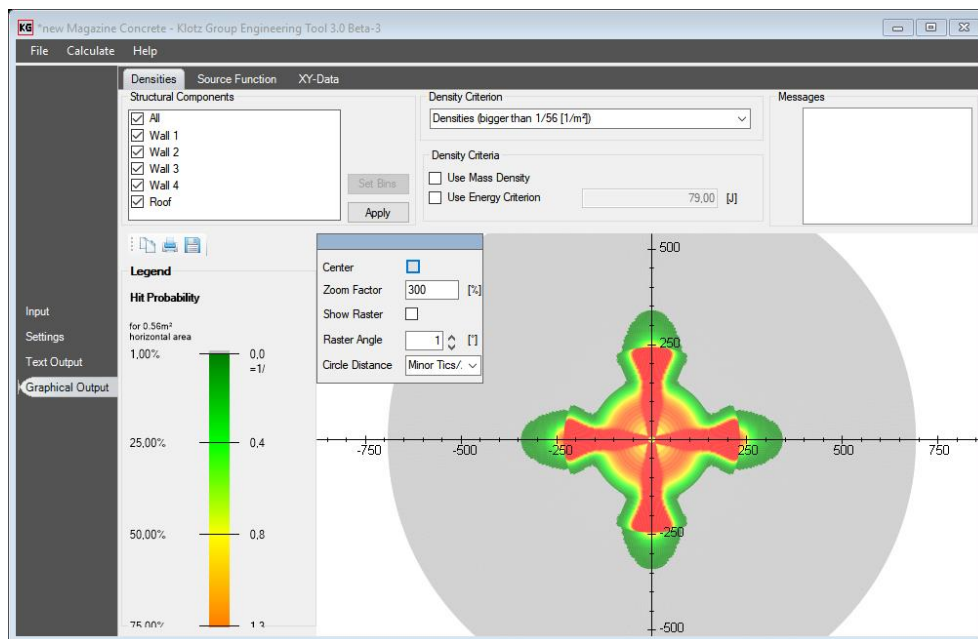 KG *new Magazine Concrete - Klotz Group Engineering Tool 3.0 Beta-3
File Calculate Help
Densities Source Function XY-Data
Structural Components
All
Wall 1
Wall 2
Wall 3
Wall 4
Roof
Set Bins
Apply
Density Criterion
Densities (bigger than 1/56 [1/m²])
Density Criteria
Use Mass Density
Use Energy Criterion 79,00 [J]
Messages
Input
Settings
Text Output
Graphical Output
Legend
Hit Probability
for 0.56m²
horizontal area
1,00% 0,0
=1/
25,00% 0,4
50,00% 0,8
75,00% 1,3
Center
Zoom Factor 300 [%]
Show Raster
Raster Angle 1 [°]
Circle Distance Minor Tics/.
500
250
-750 -500 -250 250 500 750
-250
-500